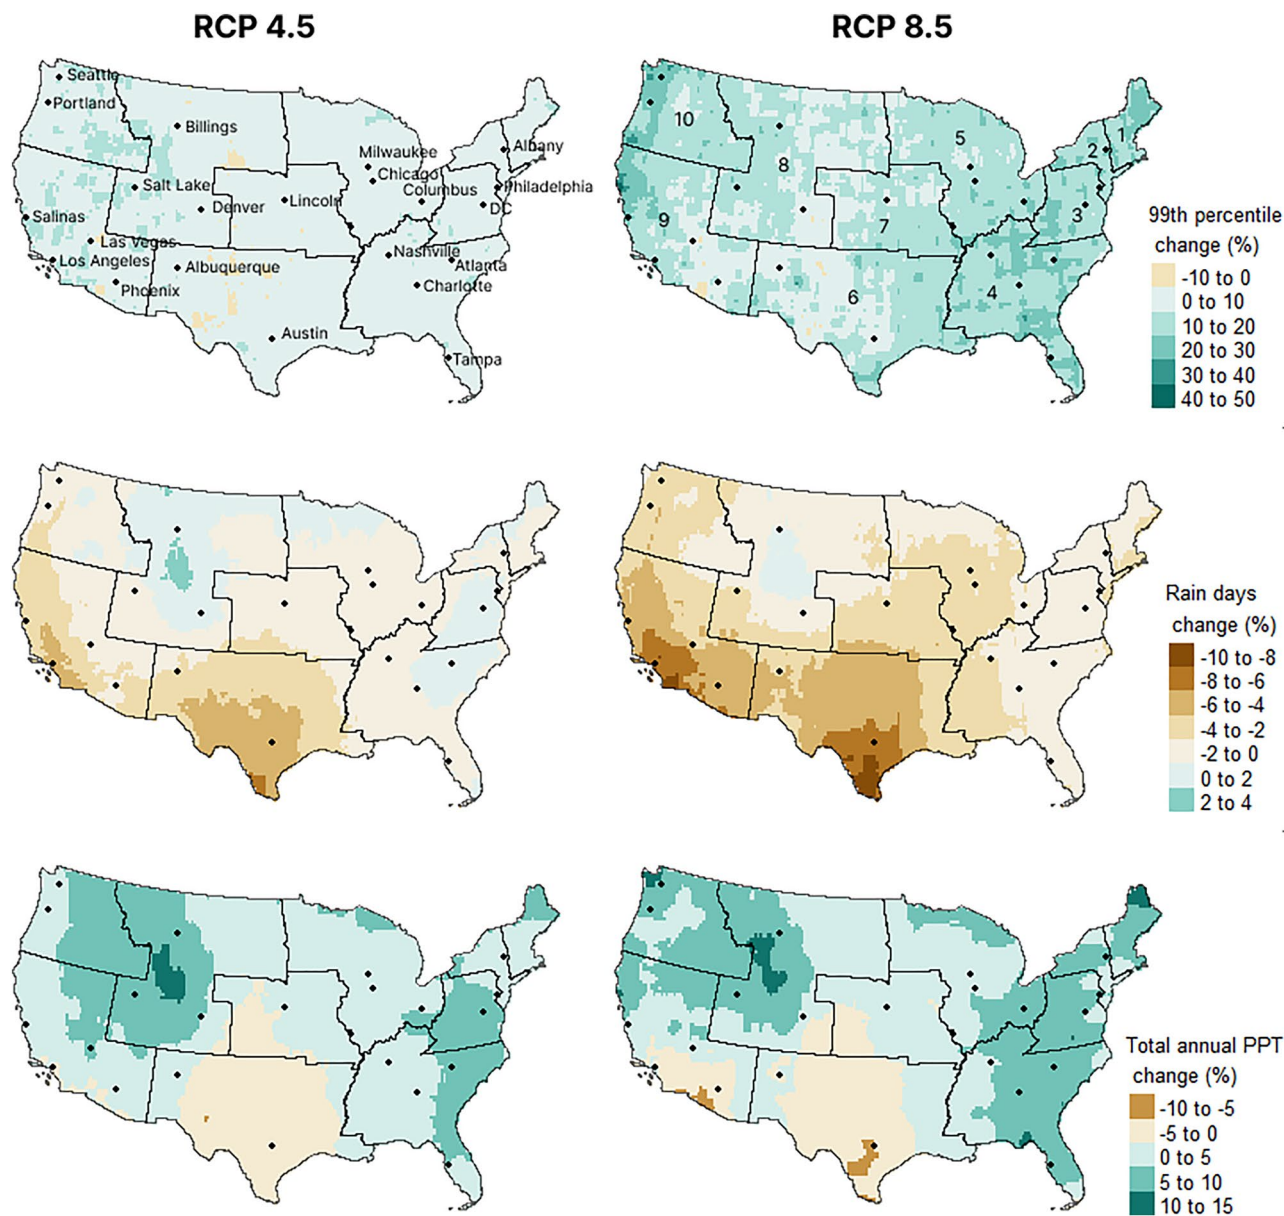 RCP 4.5
RCP 8.5
Seattle
Portland
Billings
Milwaukee
Chicago
Columbus
Albany
Philadelphia
DC
Salt Lake
Denver
Lincoln
Salinas
Las Vegas
Los Angeles
Albuquerque
Phoenix
Nashville
Atlanta
Charlotte
Austin
Tampa
10
8
5
1
2
3
9
7
6
4
99th percentile
change (%)
-10 to 0
0 to 10
10 to 20
20 to 30
30 to 40
40 to 50
Rain days
change (%)
-10 to -8
-8 to -6
-6 to -4
-4 to -2
-2 to 0
0 to 2
2 to 4
Total annual PPT
change (%)
-10 to -5
-5 to 0
0 to 5
5 to 10
10 to 15